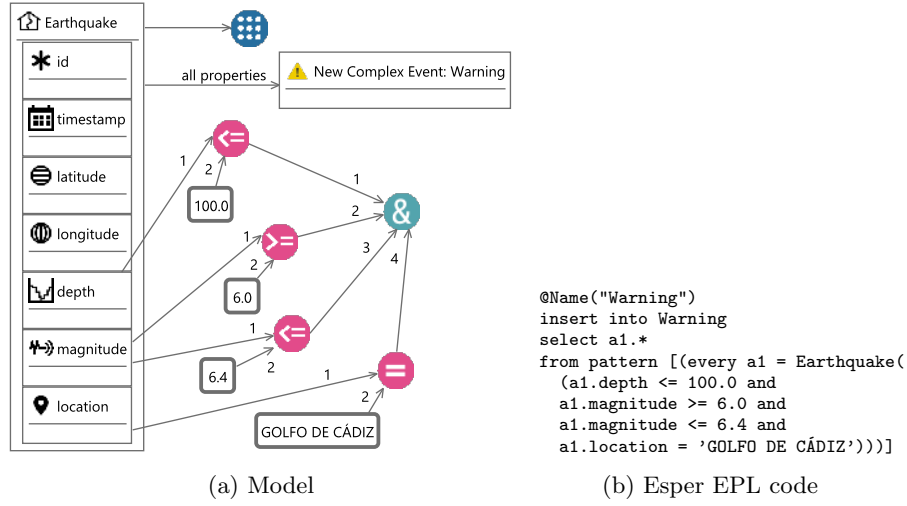 Earthquake
id
all properties
New Complex Event: Warning
timestamp
<=
1
2
1
latitude
100.0
2
&
longitude
1
>=
3
2
4
6.0
depth
@Name("Warning")
insert into Warning
select a1.*
from pattern [(every a1 = Earthquake(
(a1.depth <= 100.0 and
a1.magnitude >= 6.0 and
a1.magnitude <= 6.4 and
a1.location = 'GOLFO DE CÁDIZ')))]
1
<=
magnitude
2
6.4
1
=
location
2
GOLFO DE CÁDIZ
(a) Model
(b) Esper EPL code